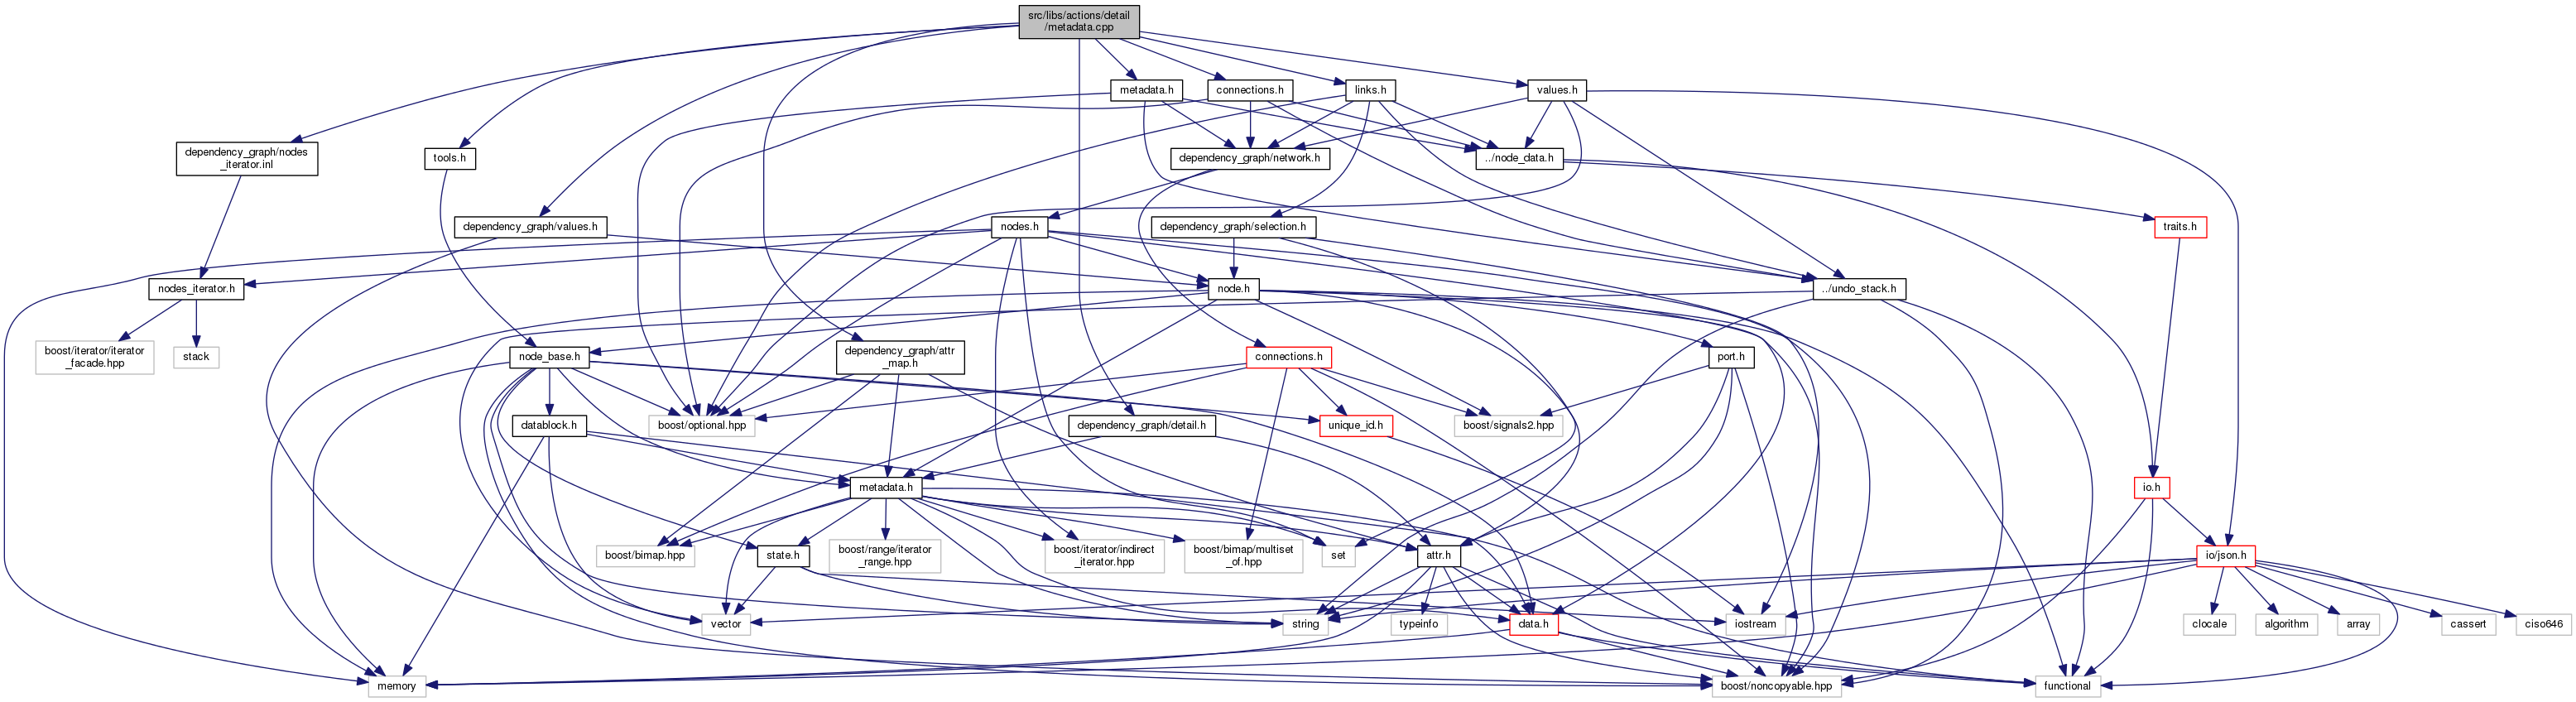 src/libs/actions/detail
/metadata.cpp
metadata.h
connections.h
links.h
values.h
dependency_graph/nodes
_iterator.inl
tools.h
dependency_graph/network.h
../node_data.h
dependency_graph/values.h
nodes.h
dependency_graph/selection.h
traits.h
nodes_iterator.h
node.h
../undo_stack.h
boost/iterator/iterator
_facade.hpp
stack
node_base.h
dependency_graph/attr
_map.h
connections.h
port.h
datablock.h
boost/optional.hpp
dependency_graph/detail.h
unique_id.h
boost/signals2.hpp
metadata.h
io.h
boost/bimap.hpp
state.h
boost/range/iterator
_range.hpp
boost/iterator/indirect
_iterator.hpp
boost/bimap/multiset
_of.hpp
set
attr.h
io/json.h
vector
string
typeinfo
data.h
iostream
clocale
algorithm
array
cassert
ciso646
memory
boost/noncopyable.hpp
functional